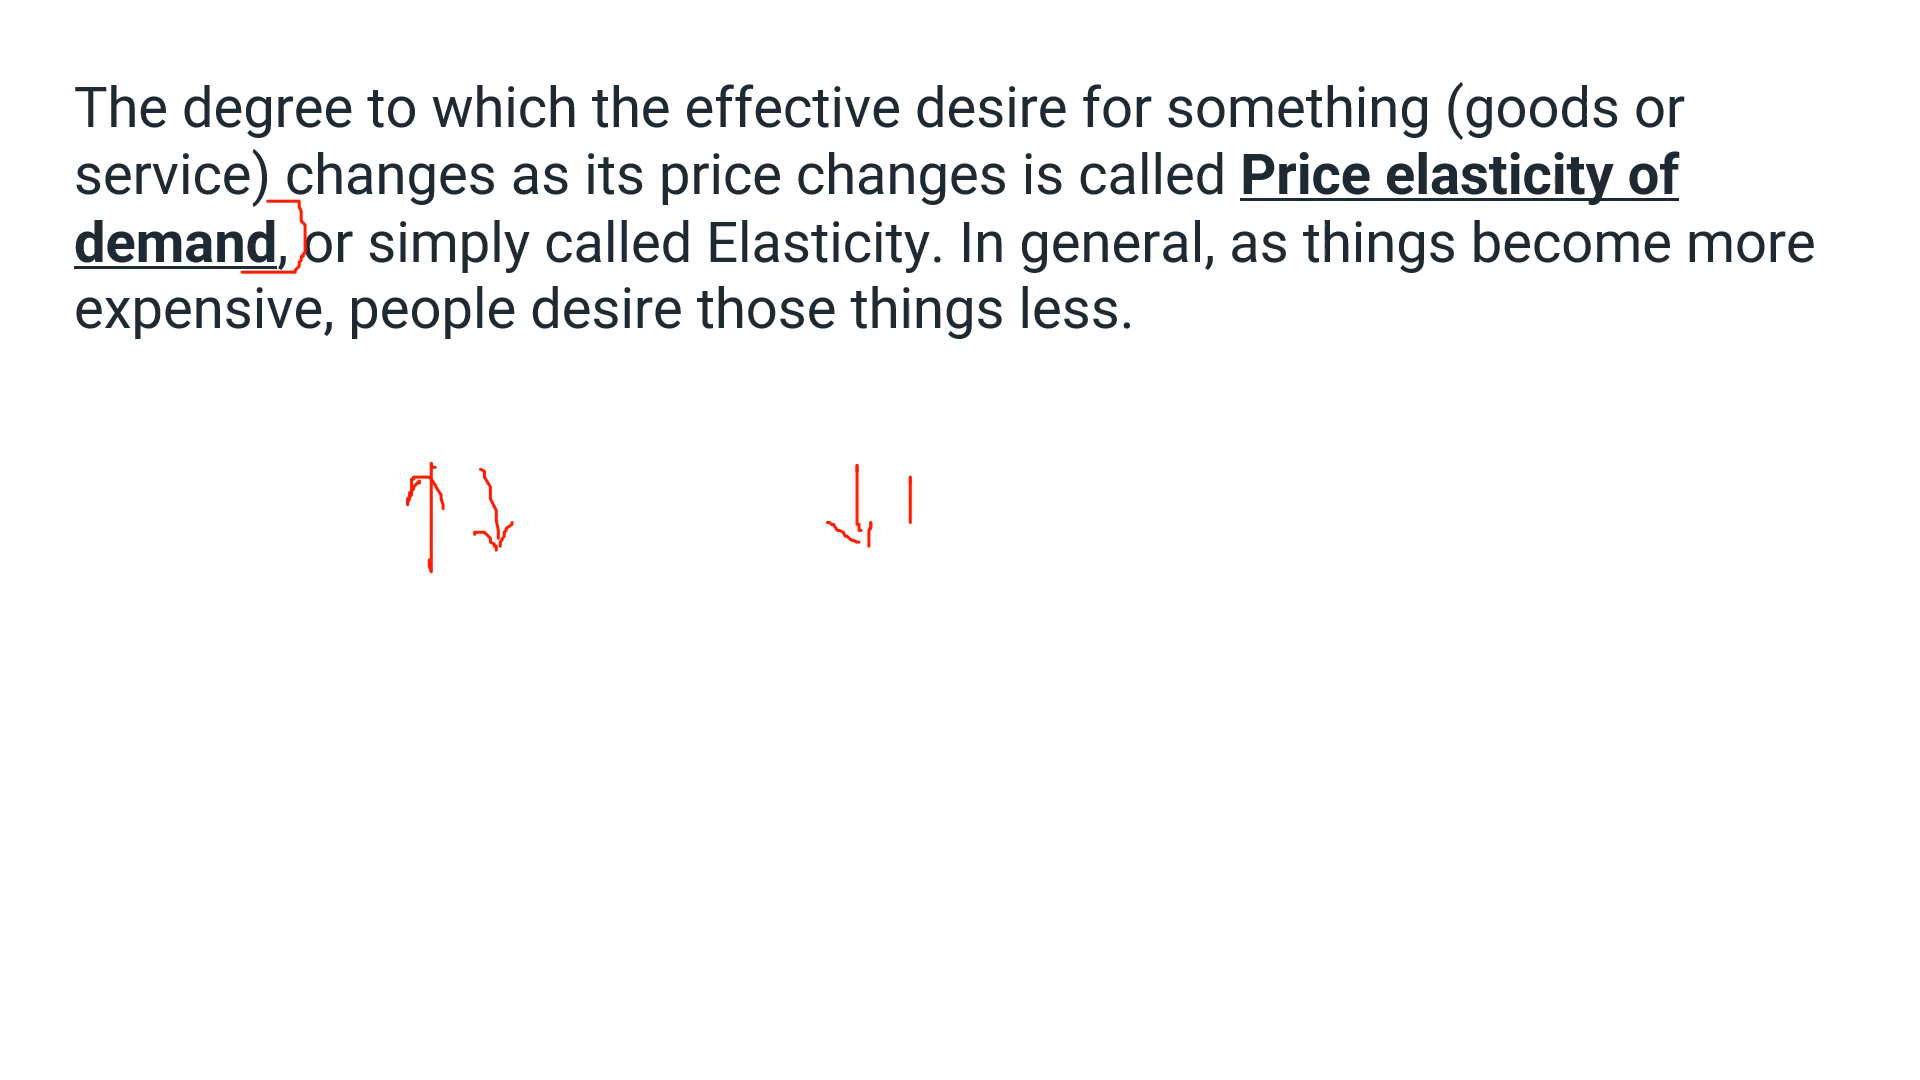 The degree to which the effective desire for something (goods or
service) changes as its price changes is called Price elasticity of
demand, or simply called Elasticity. In general, as things become more
expensive, people desire those things less.